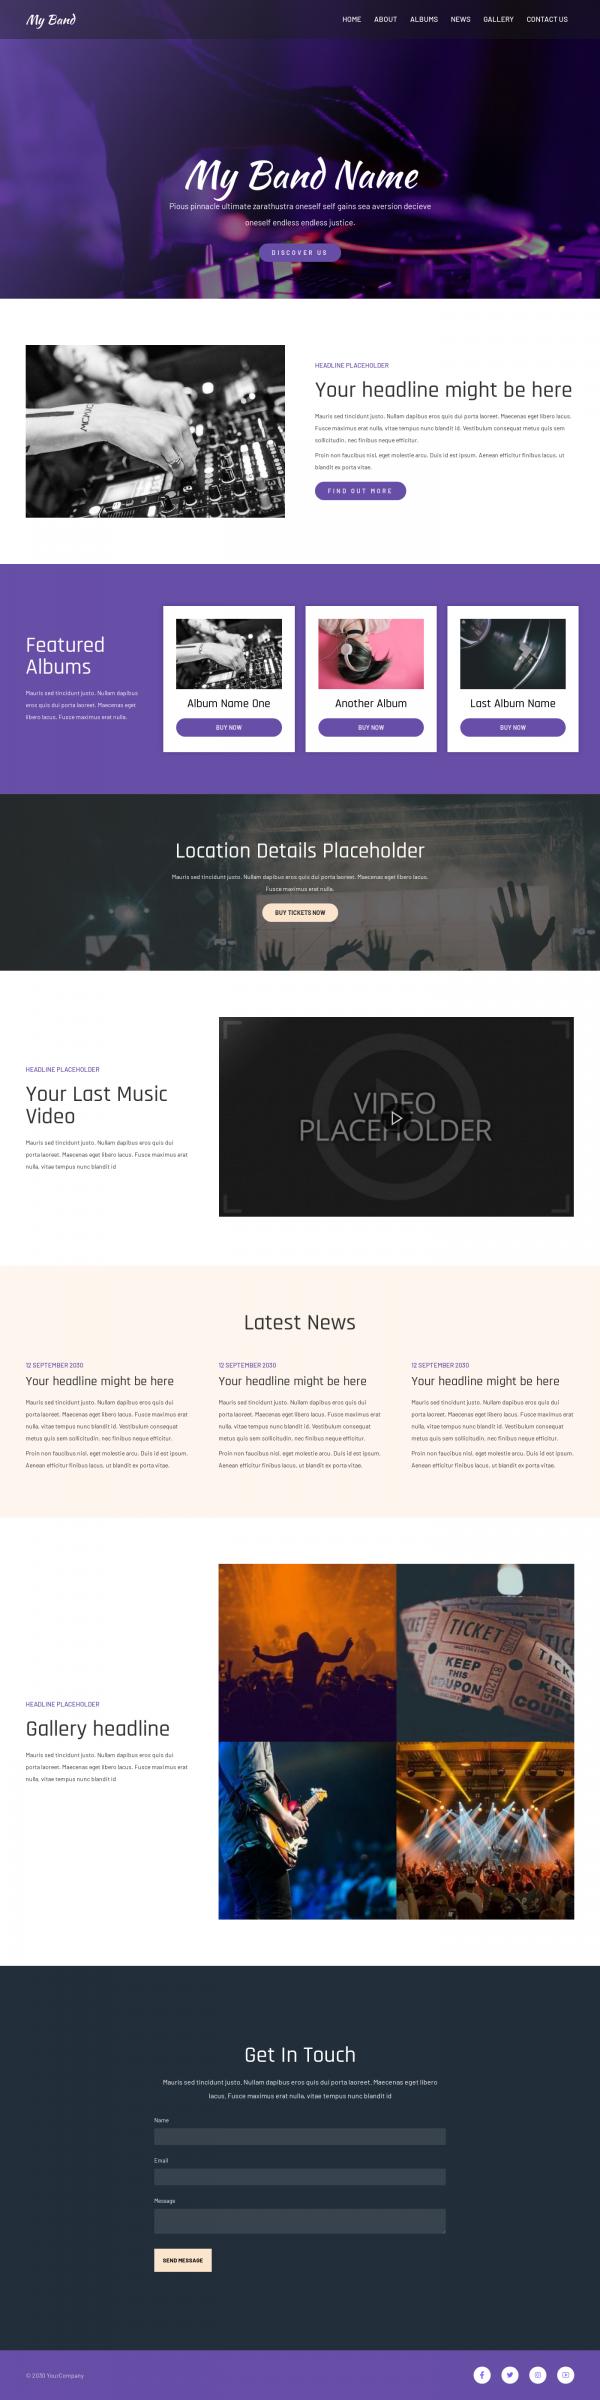 My Band
HOME ABOUT ALBUMS NEWS GALLERY CONTACT US
My Band Name
Pious pinnacle ultimate zarathustra oneself self gains sea aversion decieve
oneself endless endless justice.
DISCOVER US
HEADLINE PLACEHOLDER
Your headline might be here
Mauris sed tincidunt justo. Nullam dapibus eros quis dui porta laoreet. Maecenas eget libero lacus.
Fusce maximus erat nulla, vitae tempus nunc blandit id. Vestibulum consequat metus quis sem
sollicitudin, nec finibus neque efficitur.
Proin non faucibus nisl, eget molestie arcu. Duis id est ipsum. Aenean efficitur finibus lacus, ut
blandit ex porta vitae.
FIND OUT MORE
Featured
Albums
Mauris sed tincidunt justo. Nullam dapibus
eros quis dui porta laoreet. Maecenas eget
libero lacus. Fusce maximus erat nulla.
Album Name One
BUY NOW
Another Album
BUY NOW
Last Album Name
BUY NOW
Location Details Placeholder
Mauris sed tincidunt justo. Nullam dapibus eros quis dui porta laoreet. Maecenas eget libero lacus.
Fusce maximus erat nulla.
BUY TICKETS NOW
HEADLINE PLACEHOLDER
Your Last Music
Video
Mauris sed tincidunt justo. Nullam dapibus eros quis dui
porta laoreet. Maecenas eget libero lacus. Fusce maximus erat
nulla, vitae tempus nunc blandit id
VIDEO
PLACEHOLDER
Latest News
12 SEPTEMBER 2030
Your headline might be here
Mauris sed tincidunt justo. Nullam dapibus eros quis dui
porta laoreet. Maecenas eget libero lacus. Fusce maximus erat
nulla, vitae tempus nunc blandit id. Vestibulum consequat
metus quis sem sollicitudin, nec finibus neque efficitur.
Proin non faucibus nisl, eget molestie arcu. Duis id est ipsum.
Aenean efficitur finibus lacus, ut blandit ex porta vitae.
12 SEPTEMBER 2030
Your headline might be here
Mauris sed tincidunt justo. Nullam dapibus eros quis dui
porta laoreet. Maecenas eget libero lacus. Fusce maximus erat
nulla, vitae tempus nunc blandit id. Vestibulum consequat
metus quis sem sollicitudin, nec finibus neque efficitur.
Proin non faucibus nisl, eget molestie arcu. Duis id est ipsum.
Aenean efficitur finibus lacus, ut blandit ex porta vitae.
12 SEPTEMBER 2030
Your headline might be here
Mauris sed tincidunt justo. Nullam dapibus eros quis dui
porta laoreet. Maecenas eget libero lacus. Fusce maximus erat
nulla, vitae tempus nunc blandit id. Vestibulum consequat
metus quis sem sollicitudin, nec finibus neque efficitur.
Proin non faucibus nisl, eget molestie arcu. Duis id est ipsum.
Aenean efficitur finibus lacus, ut blandit ex porta vitae.
HEADLINE PLACEHOLDER
Gallery headline
Mauris sed tincidunt justo. Nullam dapibus eros quis dui
porta laoreet. Maecenas eget libero lacus. Fusce maximus erat
nulla, vitae tempus nunc blandit id
TICKET
TICKET
KEEP
THIS
COUPON
Get In Touch
Mauris sed tincidunt justo. Nullam dapibus eros quis dui porta laoreet. Maecenas eget libero
lacus. Fusce maximus erat nulla, vitae tempus nunc blandit id
Name
Email
Message
SEND MESSAGE
© 2030 YourCompany